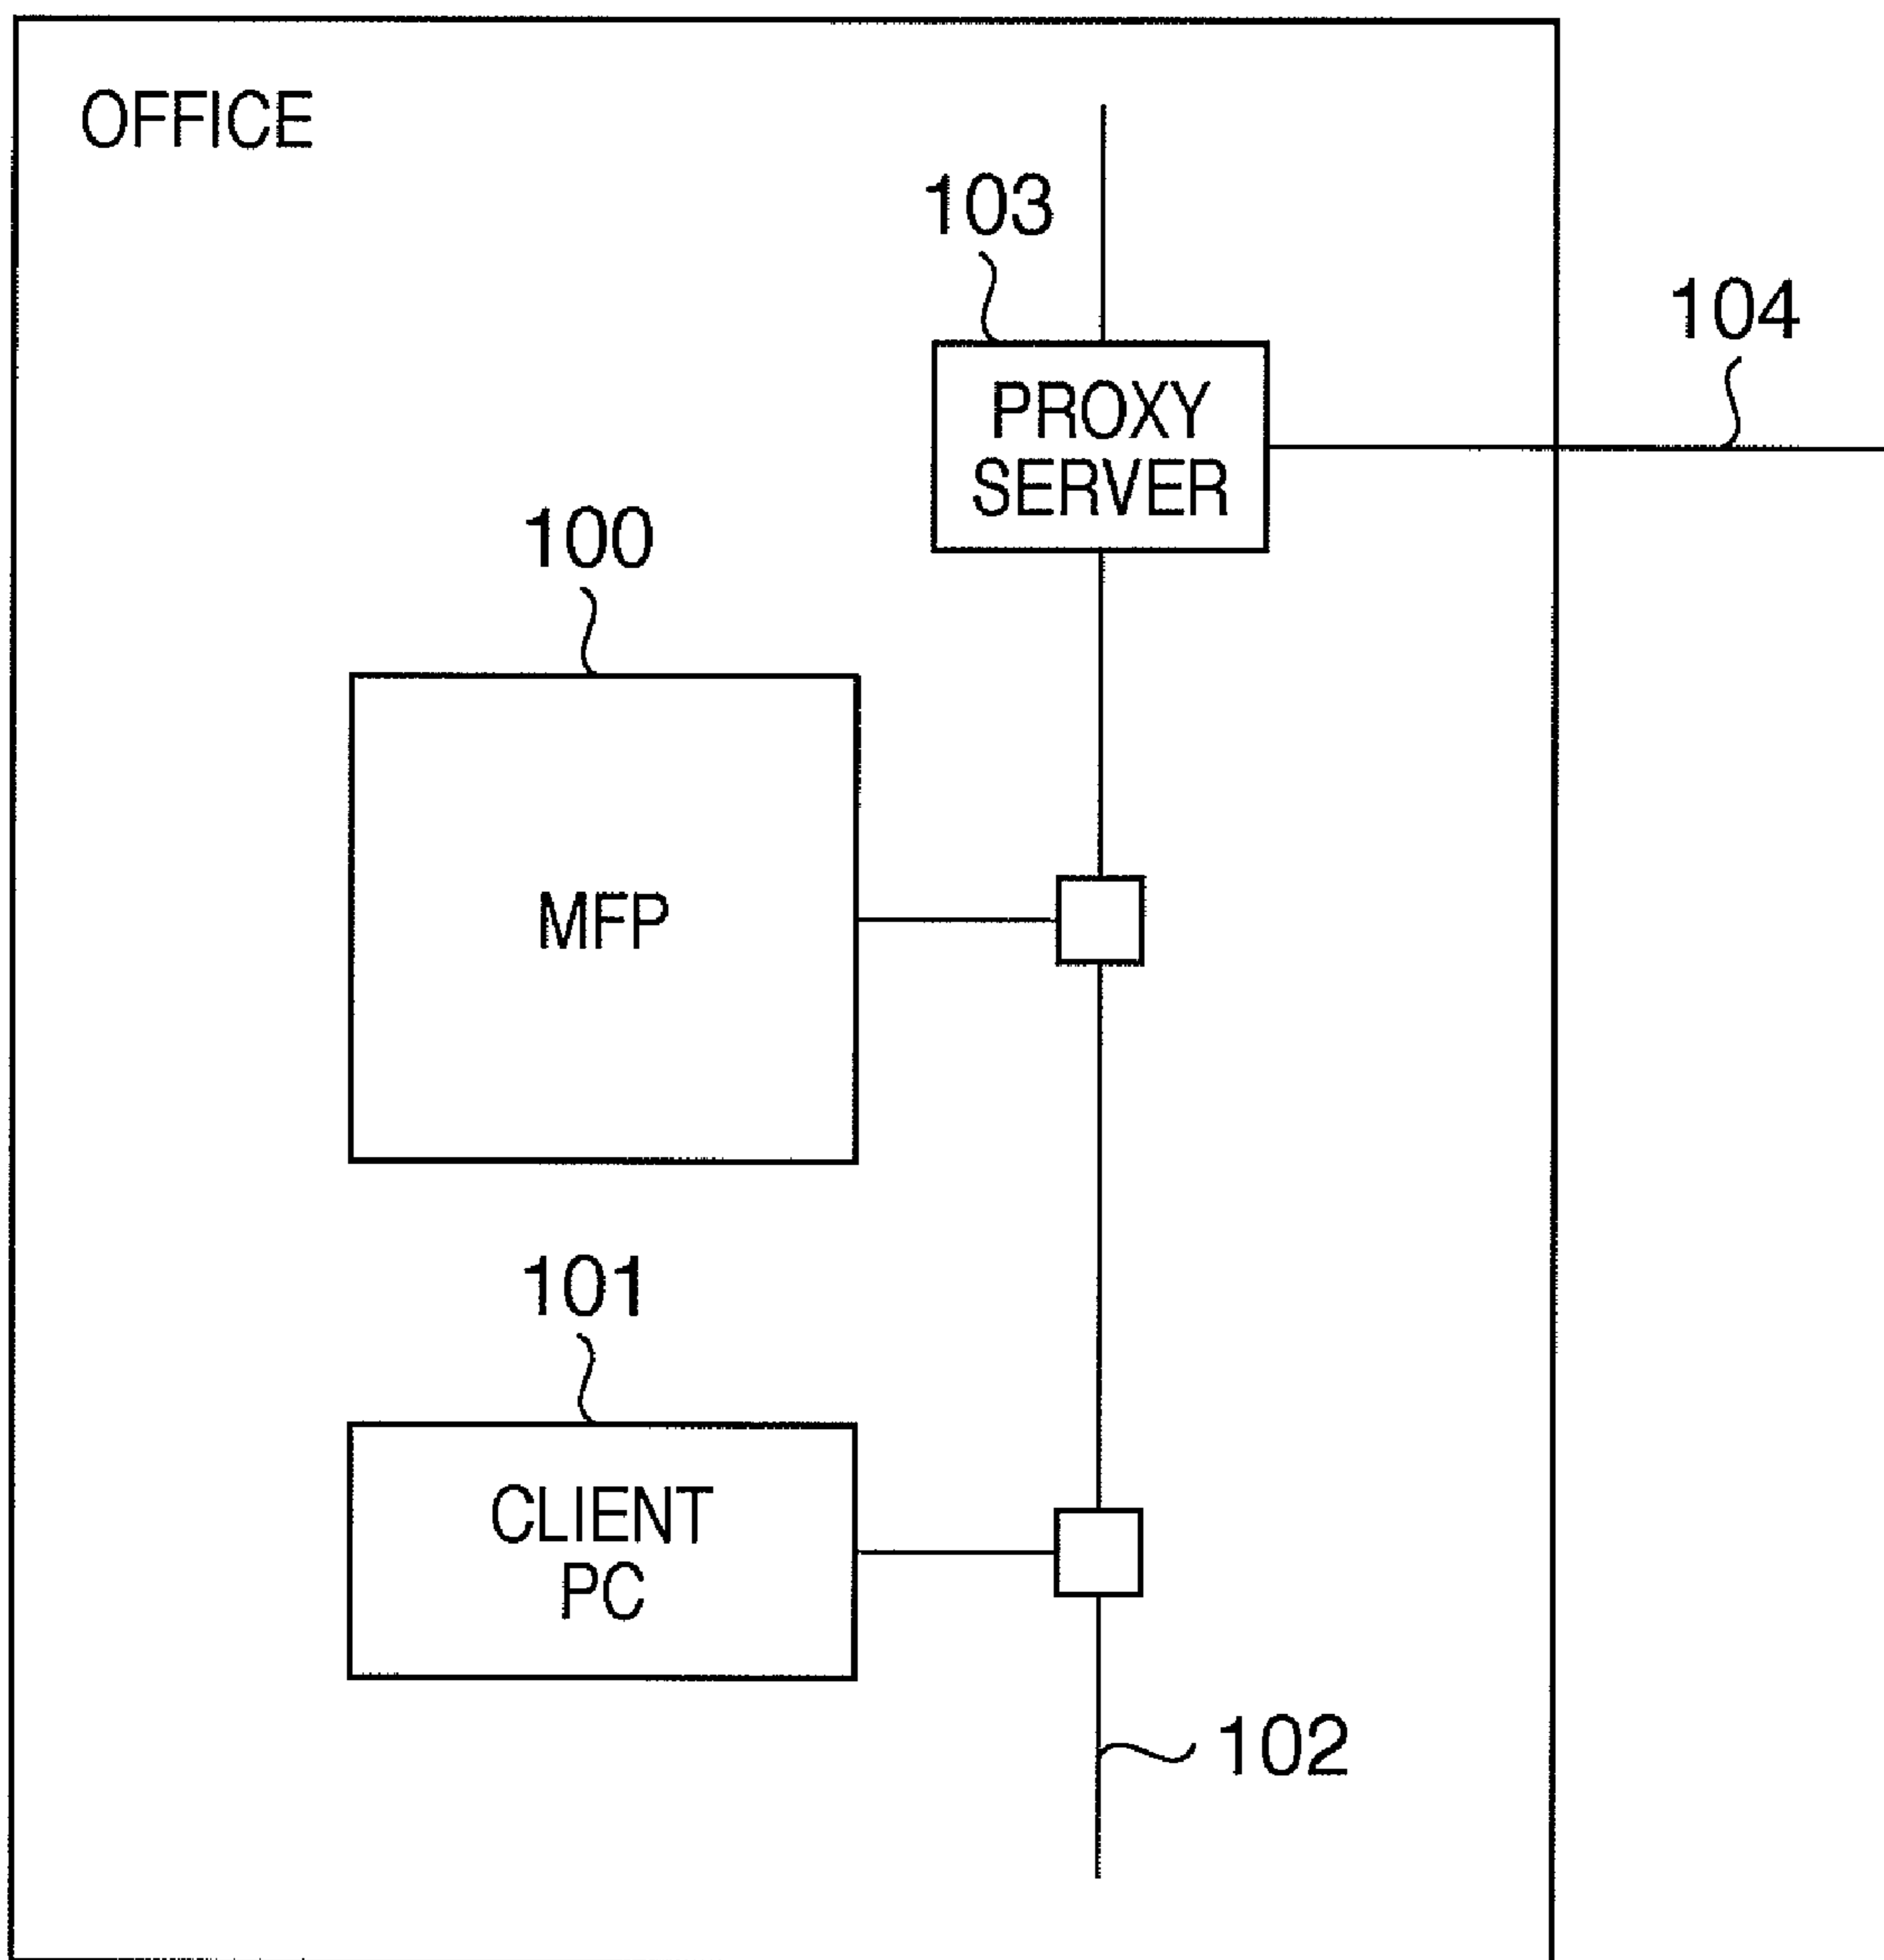 OFFICE
103
104
PROXY
SERVER
100
MFP
101
CLIENT
PC
102